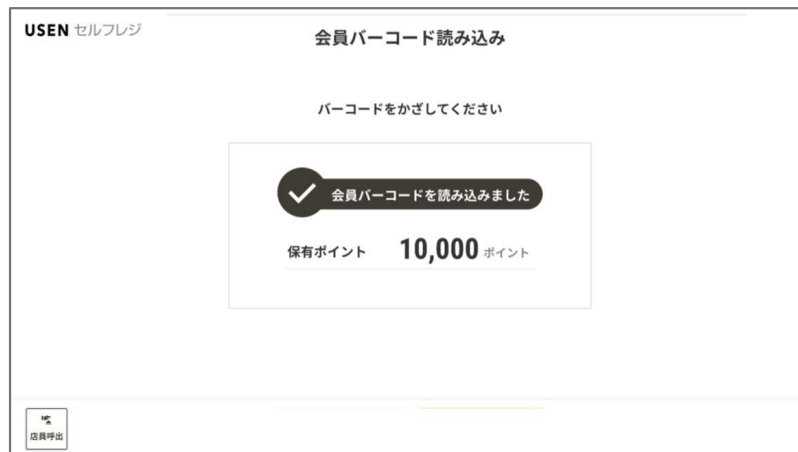 USEN セルフレジ
会員バーコード読み込み
バーコードをかざしてください
会員バーコードを読み込みました
保有ポイント 10,000 ポイント
店員呼出